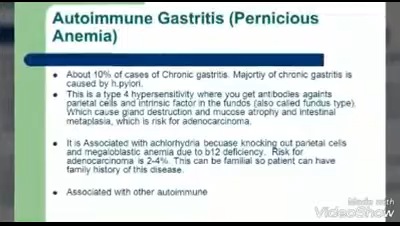 Autoimmune Gastritis (Pernicious
Anemia)
About 10% of cases of Chronic gastritis. Majortiy of chronic gastritis is
caused by h.pylori.
This is a type 4 hypersensitivity where you get antibodies againts
parietal cells and intrinsic factor in the fundos (also called fundus type).
Which cause gland destruction and mucose atrophy and intestinal
metaplasia, which is risk for adenocarcinoma.
It is Associated with achlorhydria becuase knocking out parietal cells
and megaloblastic anemia due to b12 deficiency. Risk for
adenocarcinoma is 2-4%. This can be familial so patient can have
family history of this disease.
Associated with other autoimmune
Made with
VideoShow